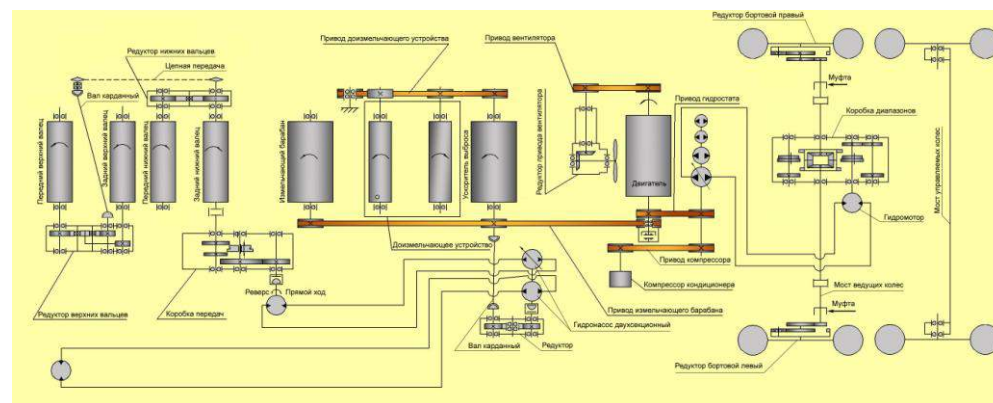 Редуктор бортовой правый
Привод доизмельчающего устройства
Привод вентилятора
Редуктор нижних вальцев
Цепная передача
Муфта
Вал карданный
Привод гидростата
Коробка диапазонов
Передний верхний валец
Задний верхний валец
Передний нижний валец
Задний нижний валец
Измельчающий барабан
Ускоритель выброса
Редуктор привода вентилятора
Двигатель
Мост управляемых колес
Гидромотор
Доизмельчающее устройство
Привод компрессора
Реверс
Прямой ход
Компрессор кондиционера
Мост ведущих колес
Редуктор верхних вальцев
Коробка передач
Привод измельчающего барабана
Муфта
Гидронасос двухсекционный
Вал карданный
Редуктор
Редуктор бортовой левый